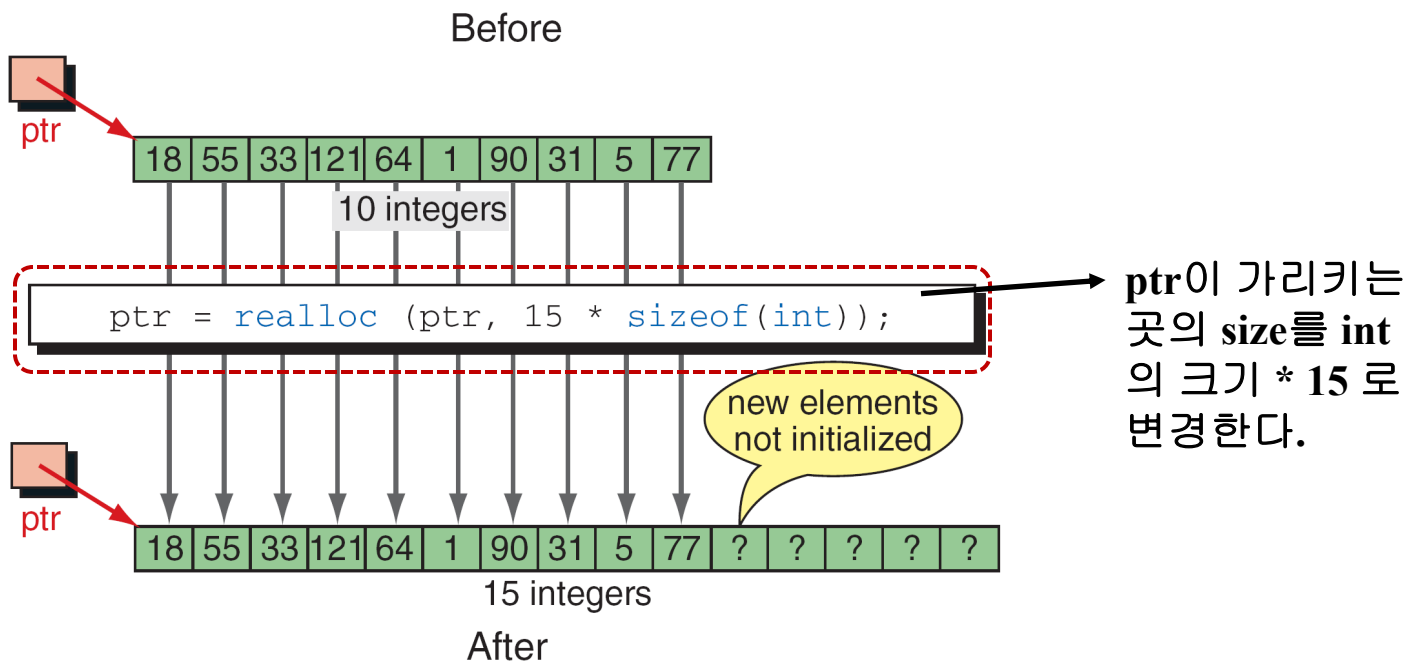 Before
ptr
18 55 33 121 64 1 90 31 5 77
10 integers
ptr = realloc (ptr, 15 * sizeof(int));
ptr이 가리키는
곳의 size를 int
의 크기 * 15 로
변경한다.
new elements
not initialized
ptr
18 55 33 121 64 1 90 31 5 77 ? ? ? ? ?
15 integers
After